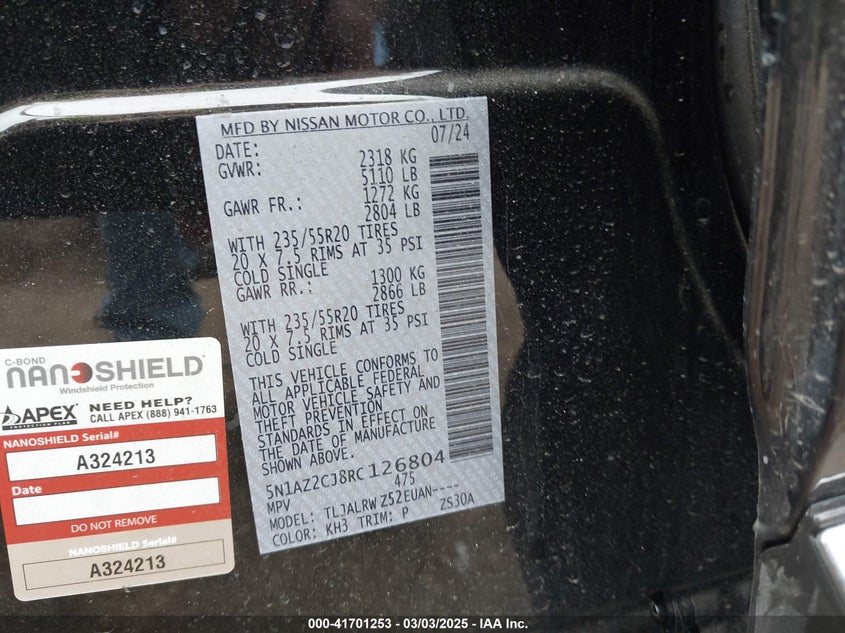 MFD BY NISSAN MOTOR CO., LTD.
DATE: 07/24
GVWR: 2318 KG
5110 LB
GAWR FR.: 1272 KG
2804 LB
WITH 235/55R20 TIRES
20 X 7.5 RIMS AT 35 PSI
COLD SINGLE
GAWR RR.: 1300 KG
2866 LB
WITH 235/55R20 TIRES
20 X 7.5 RIMS AT 35 PSI
COLD SINGLE
THIS VEHICLE CONFORMS TO
ALL APPLICABLE FEDERAL
MOTOR VEHICLE SAFETY AND
THEFT PREVENTION
STANDARDS IN EFFECT ON
THE DATE OF MANUFACTURE
SHOWN ABOVE.
5N1AZ2CJ8RC126804
MPV 475
MODEL: TLJALRWZ52EUAN----
COLOR: KH3 TRIM: P ZS30A
C-BOND
NANOSHIELD
Windshield Protection
APEX
PROTECTION PLAN
NEED HELP?
CALL APEX (888) 941-1763
NANOSHIELD Serial#
A324213
Date
DO NOT REMOVE
NANOSHIELD Serial#
A324213
000-41701253 - 03/03/2025 - IAA Inc.